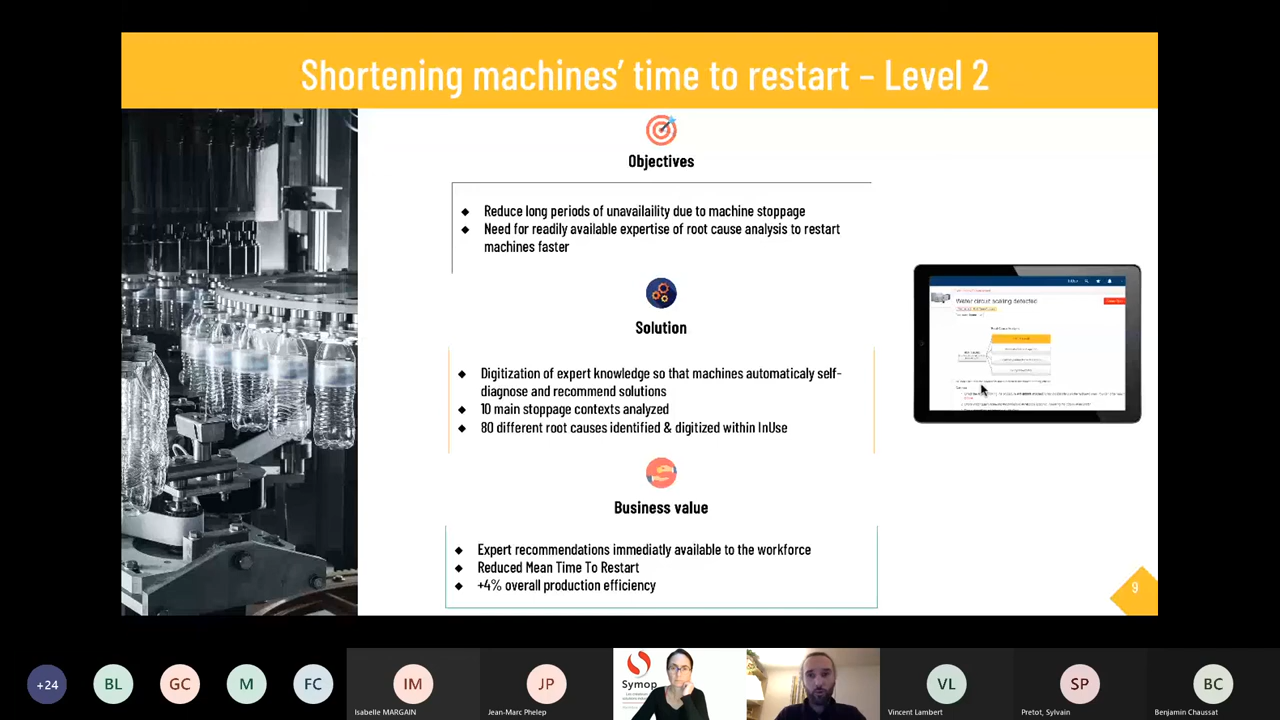 Shortening machines' time to restart – Level 2
Objectives
Reduce long periods of unavailaility due to machine stoppage
Need for readily available expertise of root cause analysis to restart
machines faster
Solution
Digitization of expert knowledge so that machines automaticaly self-
diagnose and recommend solutions
10 main stoppage contexts analyzed
80 different root causes identified & digitized within InUse
Water circuit scaling detected
Business value
Expert recommendations immediatly available to the workforce
Reduced Mean Time To Restart
+4% overall production efficiency
9
+24
BL
GC
M
FC
IM
JP
Symop
VL
SP
BC
Isabelle MARGAIN
Jean-Marc Phelep
Vincent Lambert
Pretot, Sylvain
Benjamin Chaussat